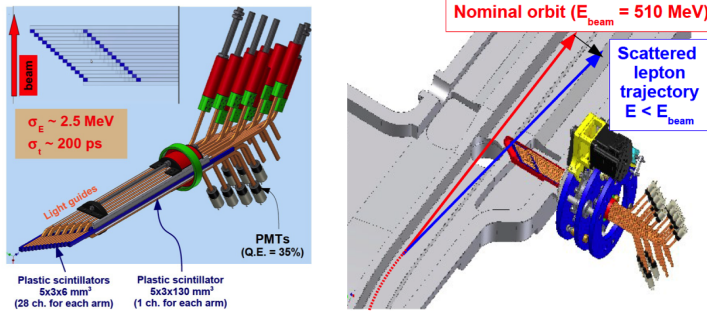 beam
σE ~ 2.5 MeV
σt ~ 200 ps
Light guides
PMTs
(Q.E. = 35%)
Plastic scintillators
5x3x6 mm³
(28 ch. for each arm)
Plastic scintillator
5x3x130 mm³
(1 ch. for each arm)
Nominal orbit (Ebeam = 510 MeV)
Scattered
lepton
trajectory
E < Ebeam